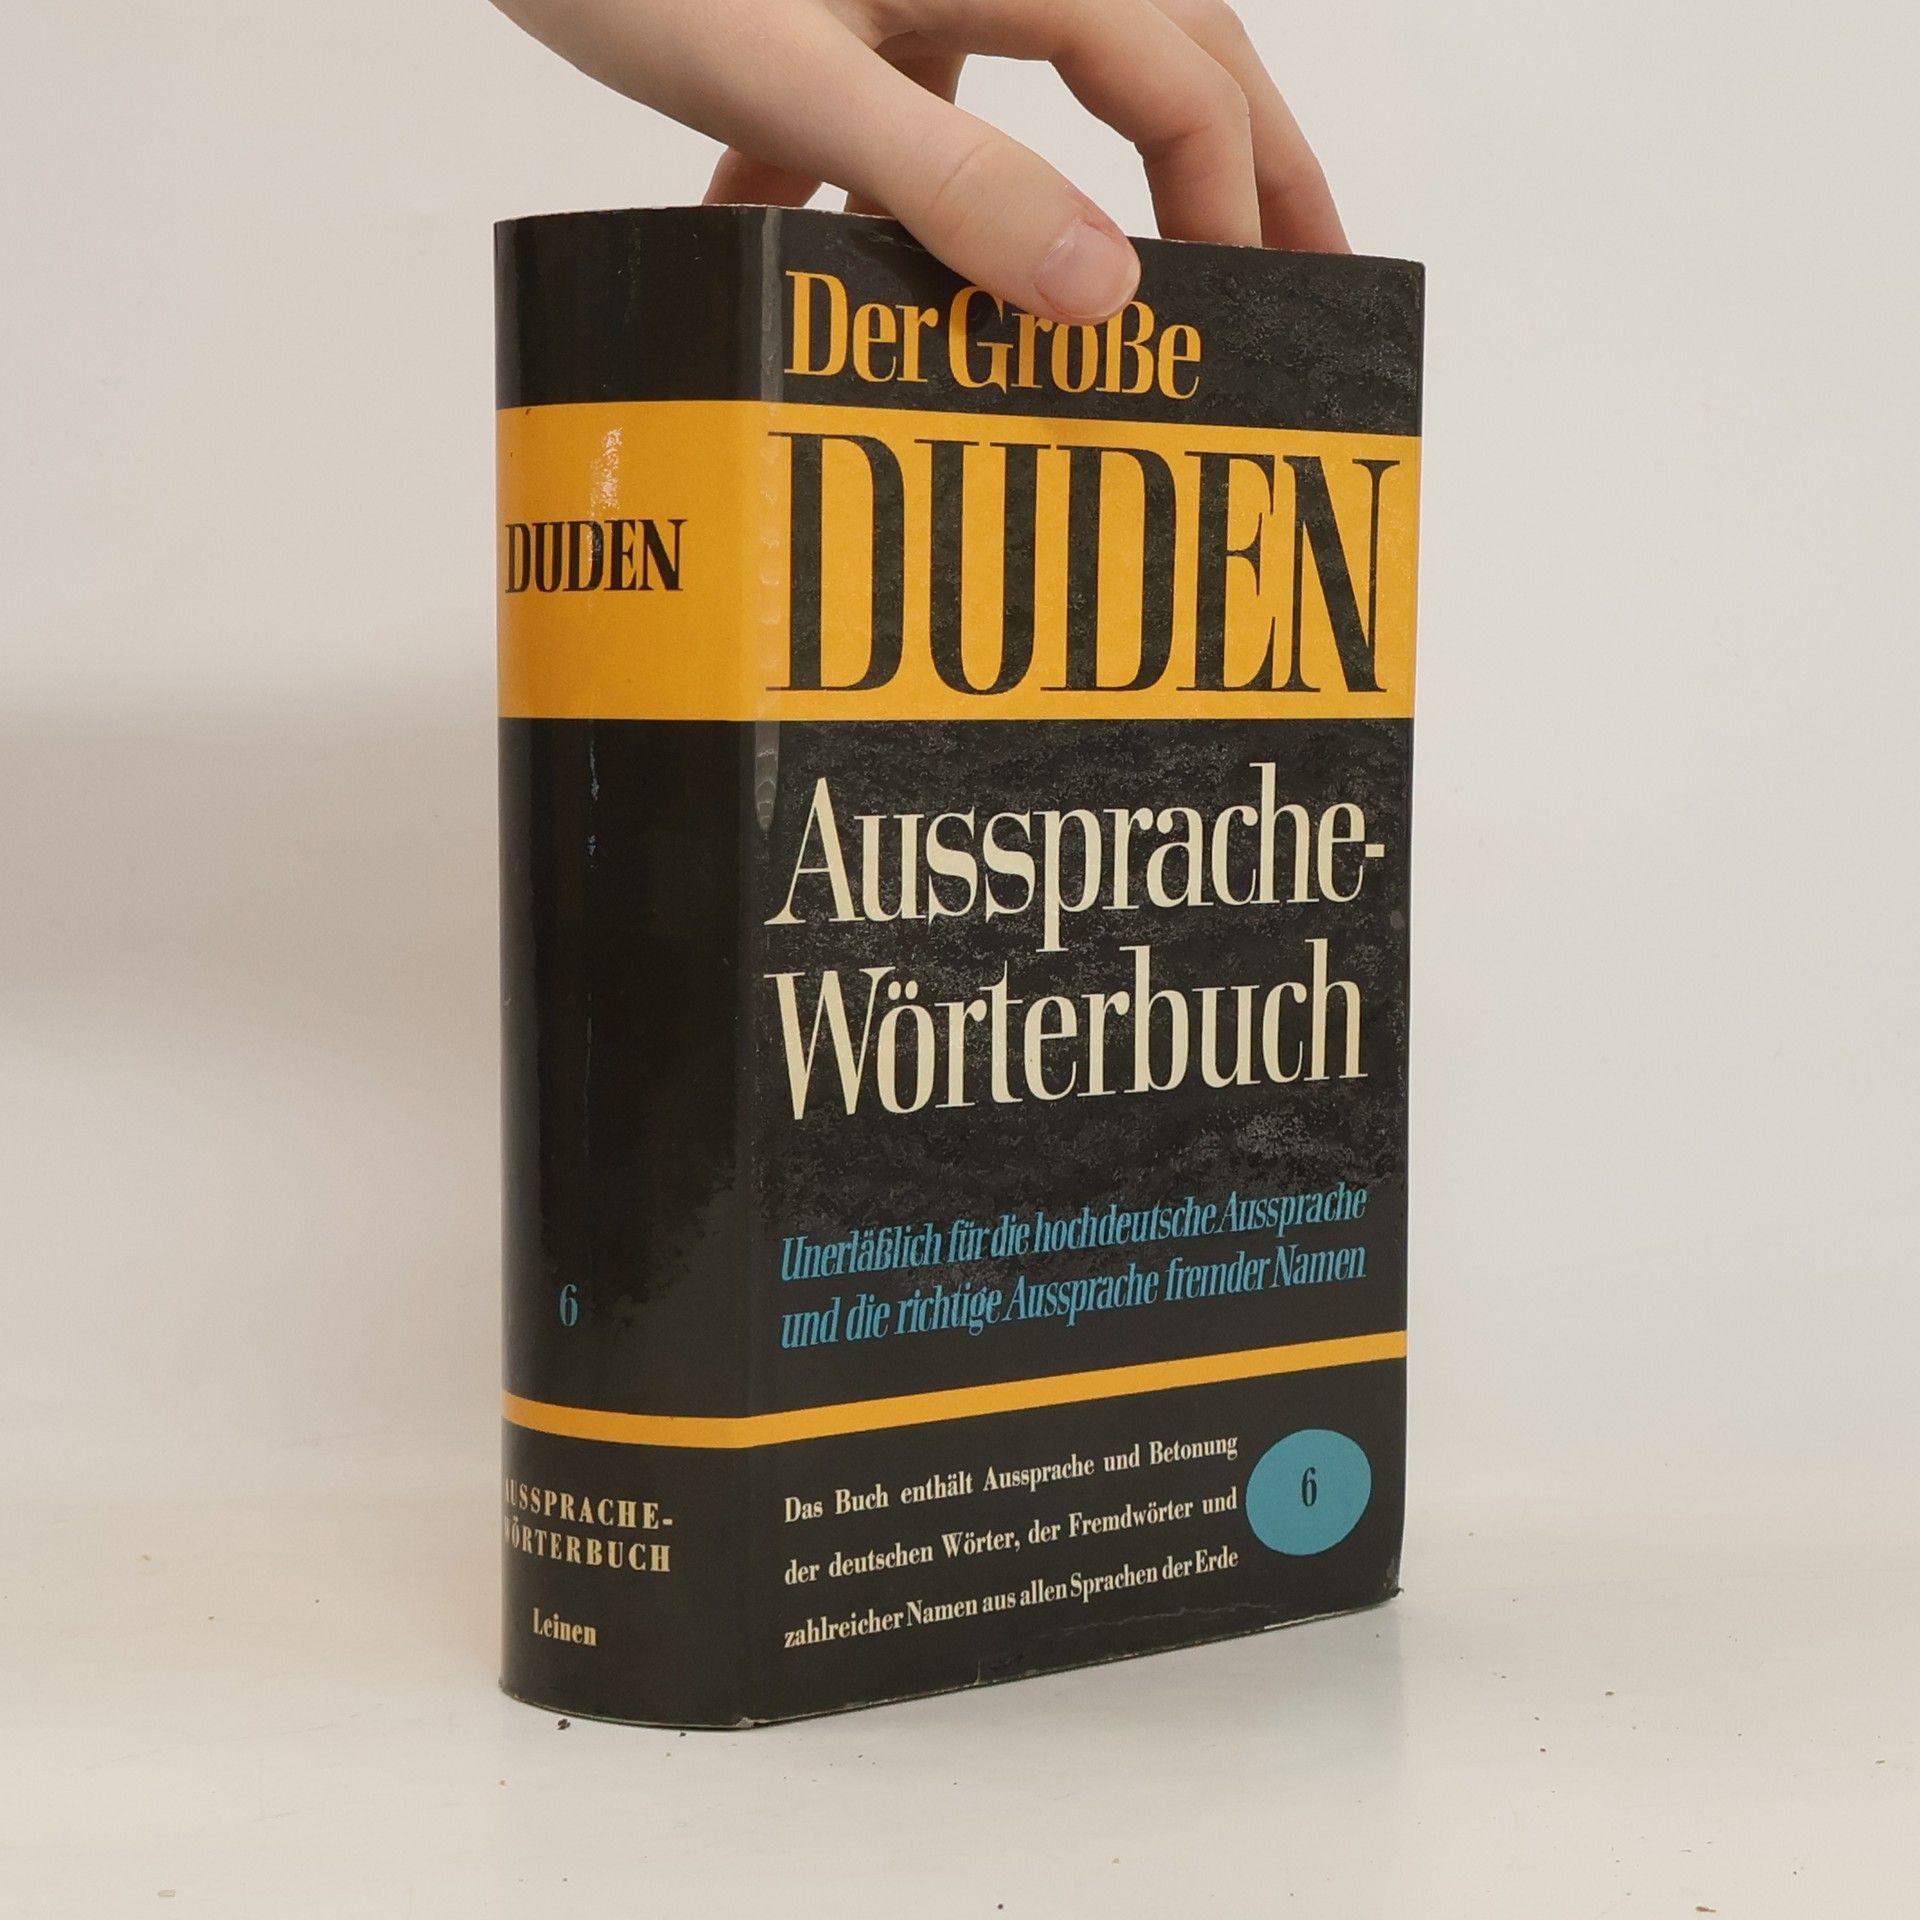 Der Große
DUDEN
Aussprache-
Wörterbuch
Unerläßlich für die hochdeutsche Aussprache
und die richtige Aussprache fremder Namen
Das Buch enthält Aussprache und Betonung
der deutschen Wörter, der Fremdwörter und
zahlreicher Namen aus allen Sprachen der Erde
6
DUDEN
6
AUSSPRACHE-
WÖRTERBUCH
Leinen